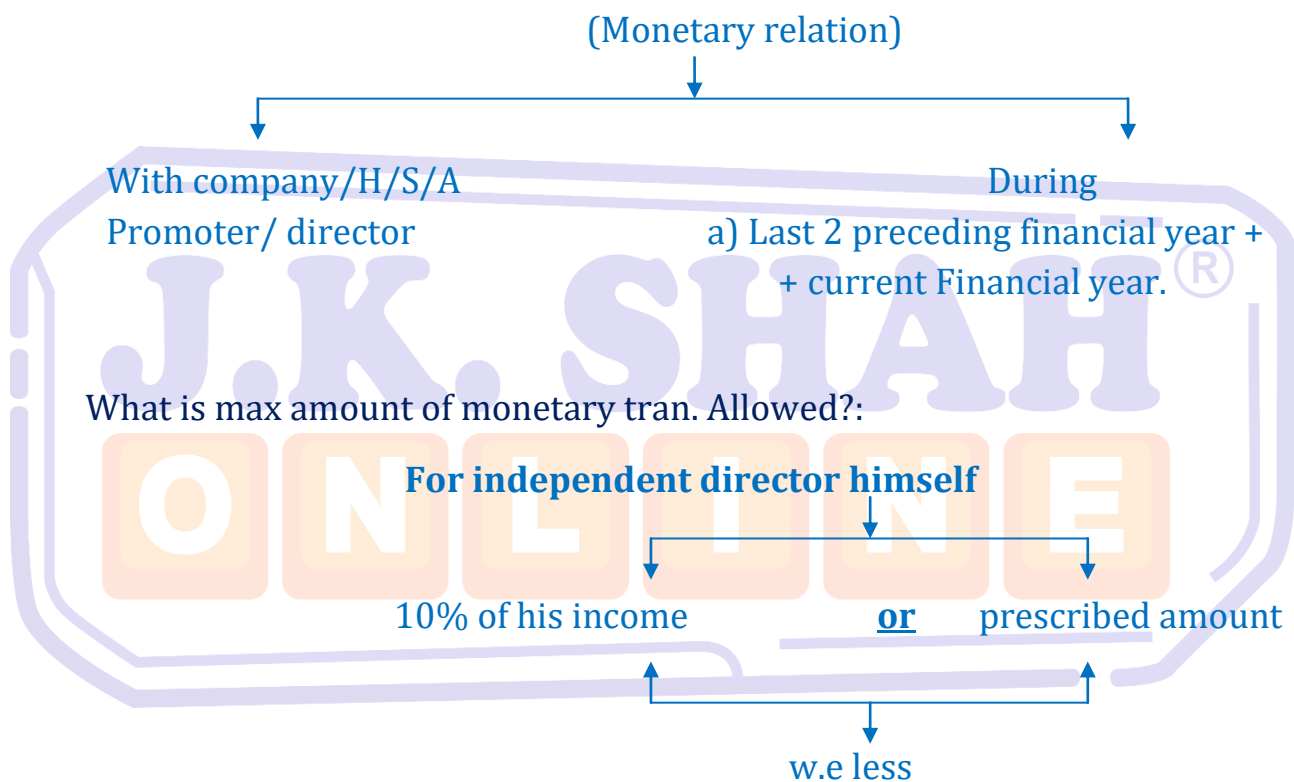 (Monetary relation)
With company/H/S/A
Promoter/ director
During
a) Last 2 preceding financial year +
+ current Financial year.
J.K. SHAH®
What is max amount of monetary tran. Allowed?:
ONLINE
For independent director himself
10% of his income or prescribed amount
w.e less